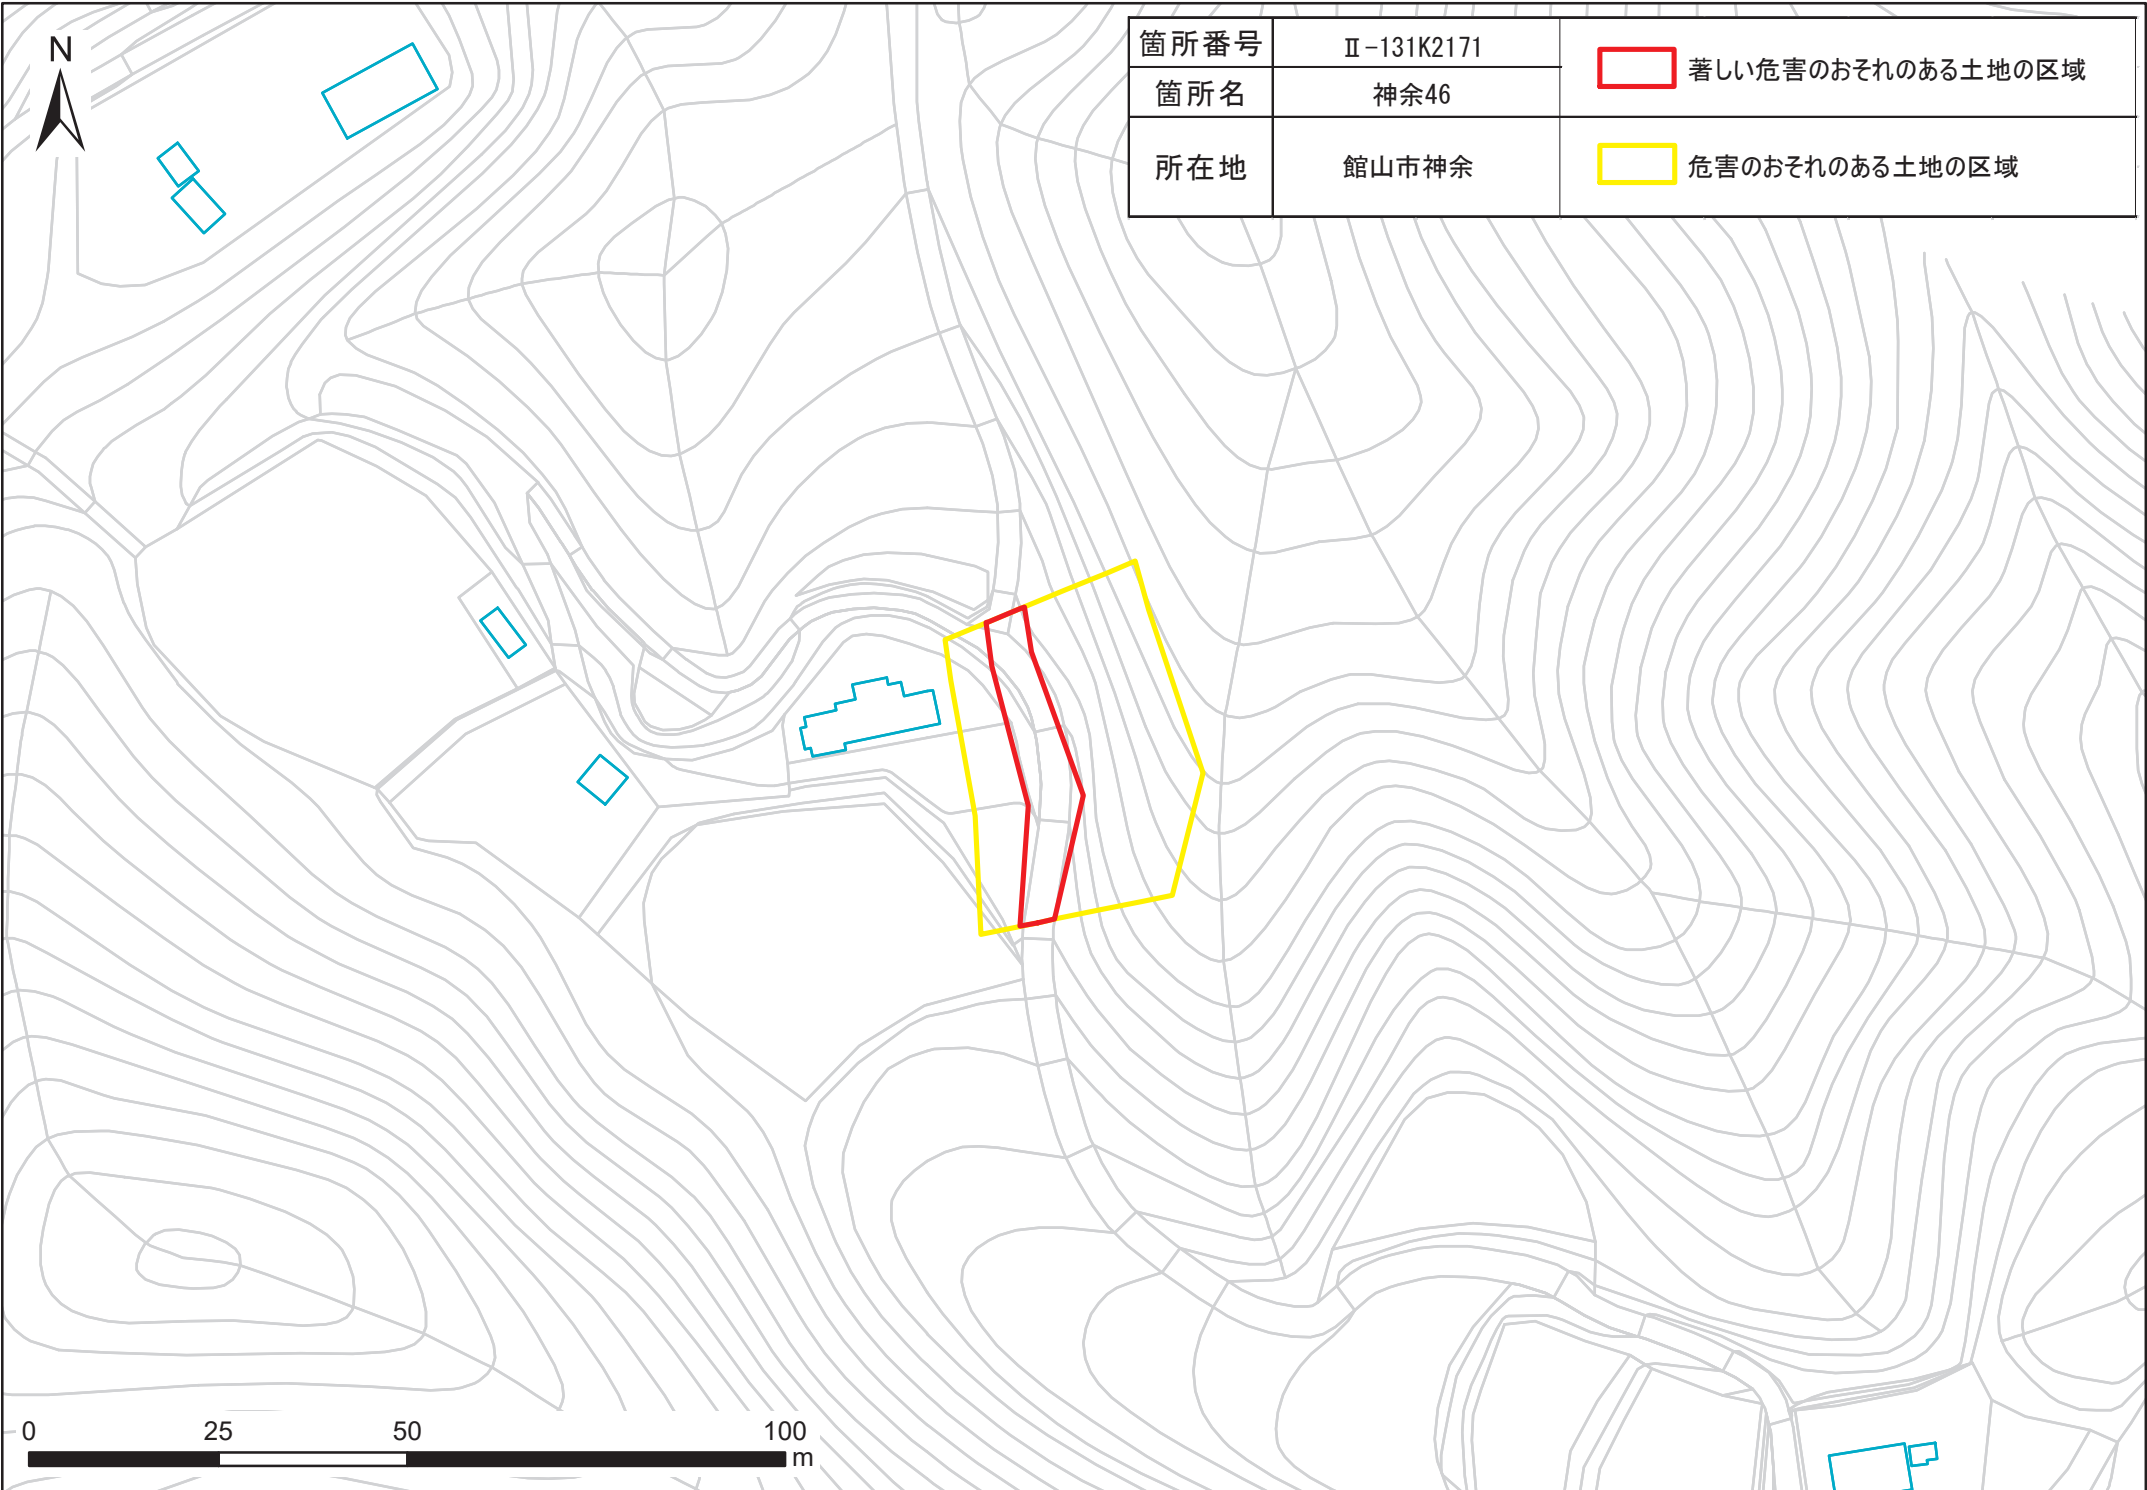 N
箇所番号 Ⅱ-131K2171
箇所名 神余46
所在地 館山市神余
著しい危害のおそれのある土地の区域
危害のおそれのある土地の区域
0 25 50 100
m